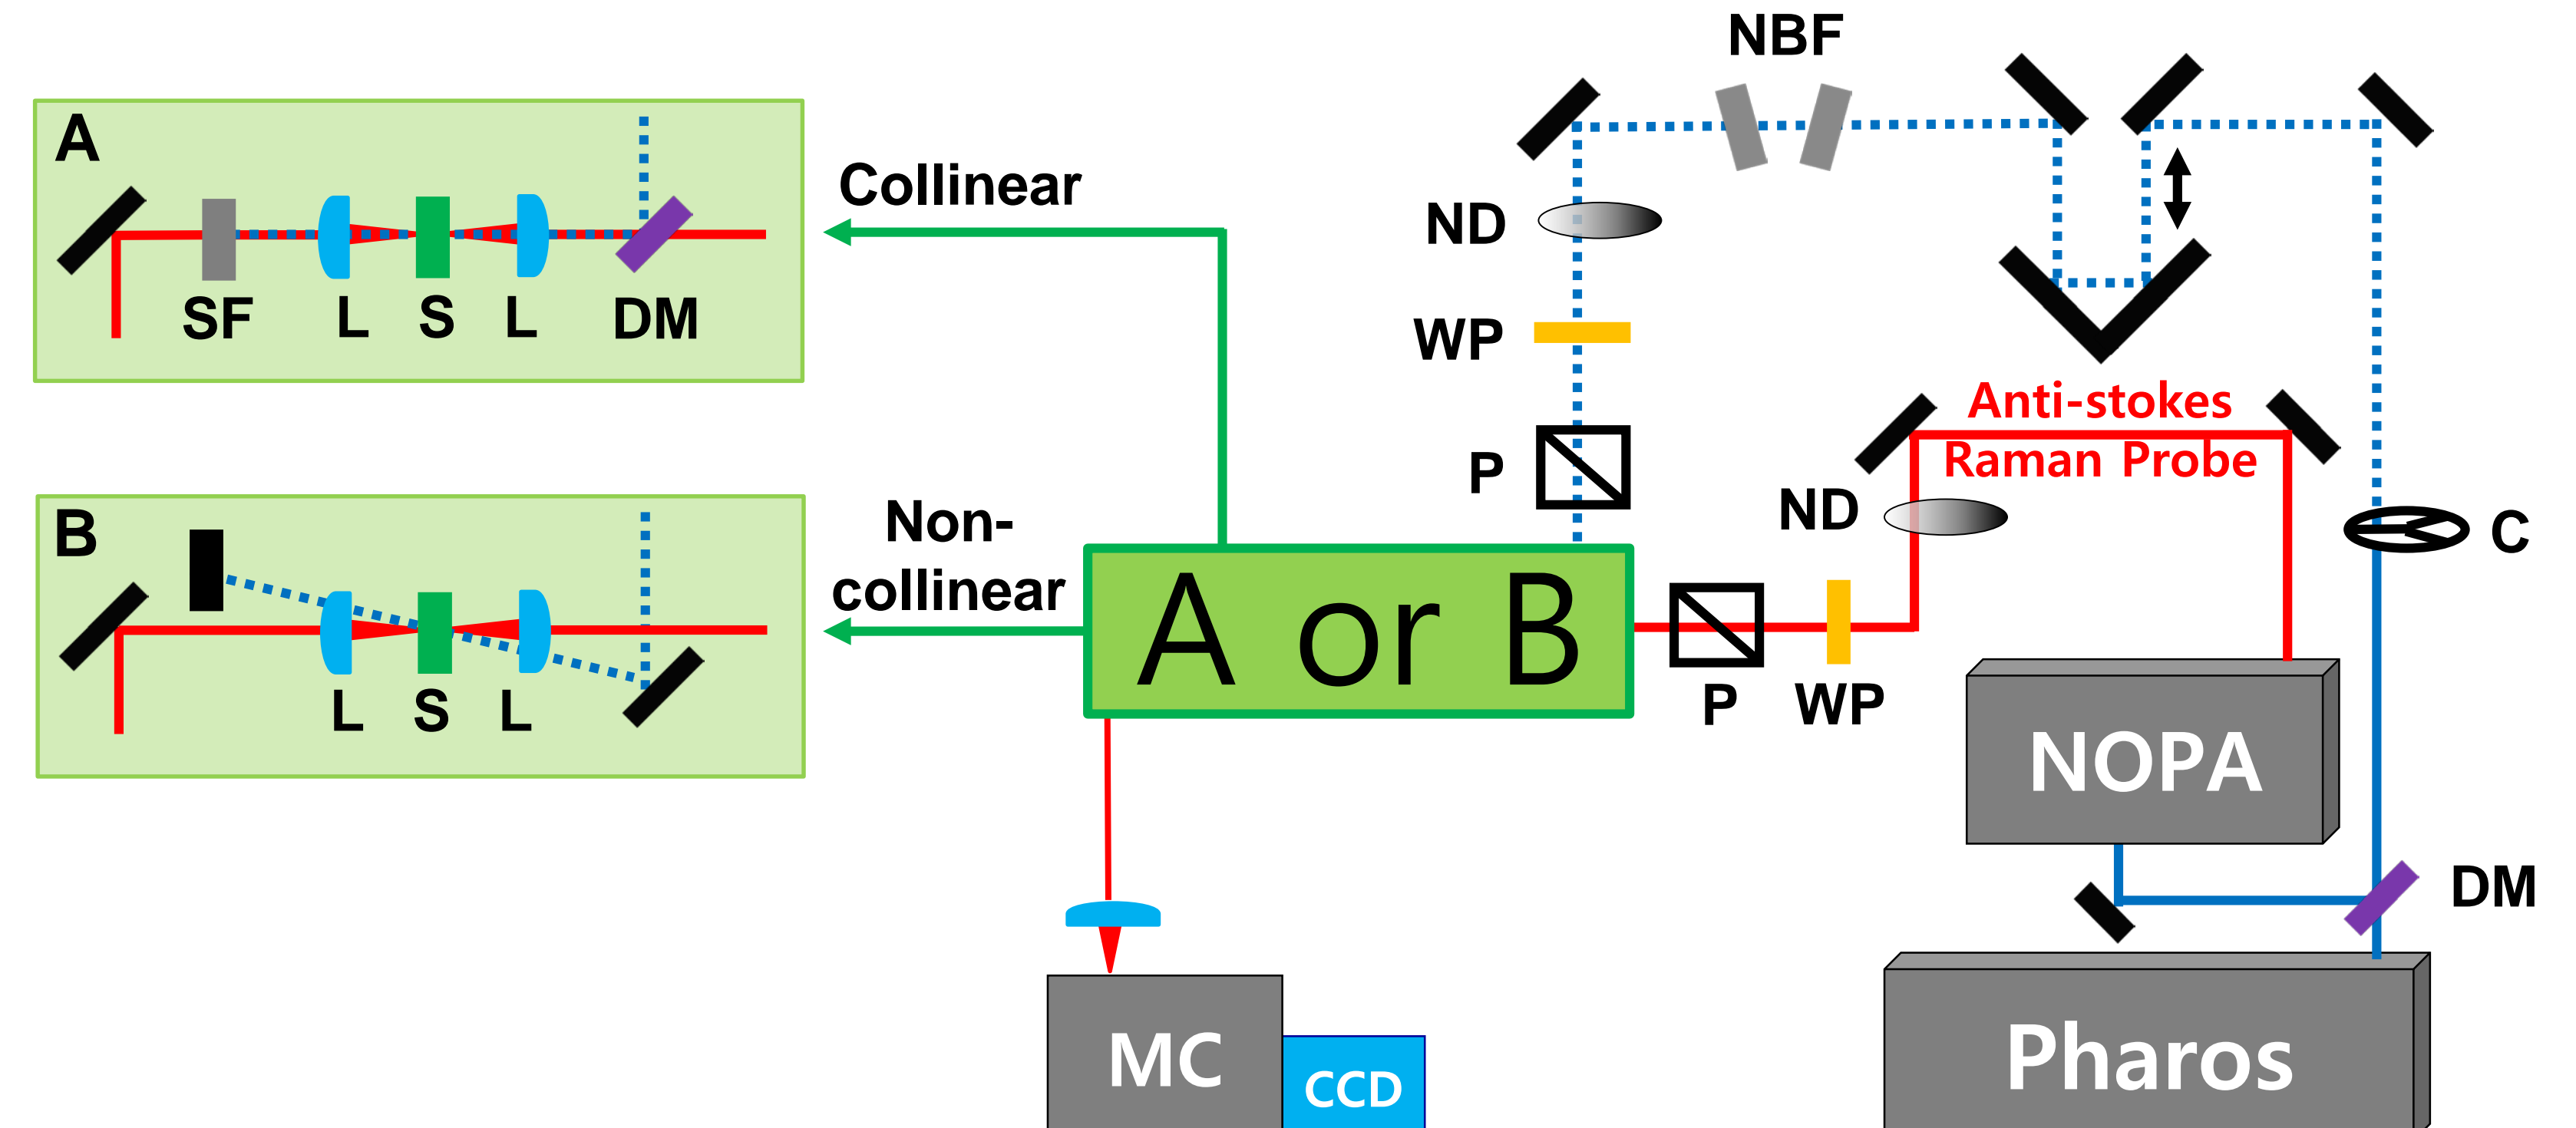 NBF
A
Collinear
ND
SF
L
S
L
DM
WP
Anti-stokes
Raman Probe
P
ND
C
B
Non-
collinear
A or B
L
S
L
P
WP
NOPA
DM
MC
CCD
Pharos